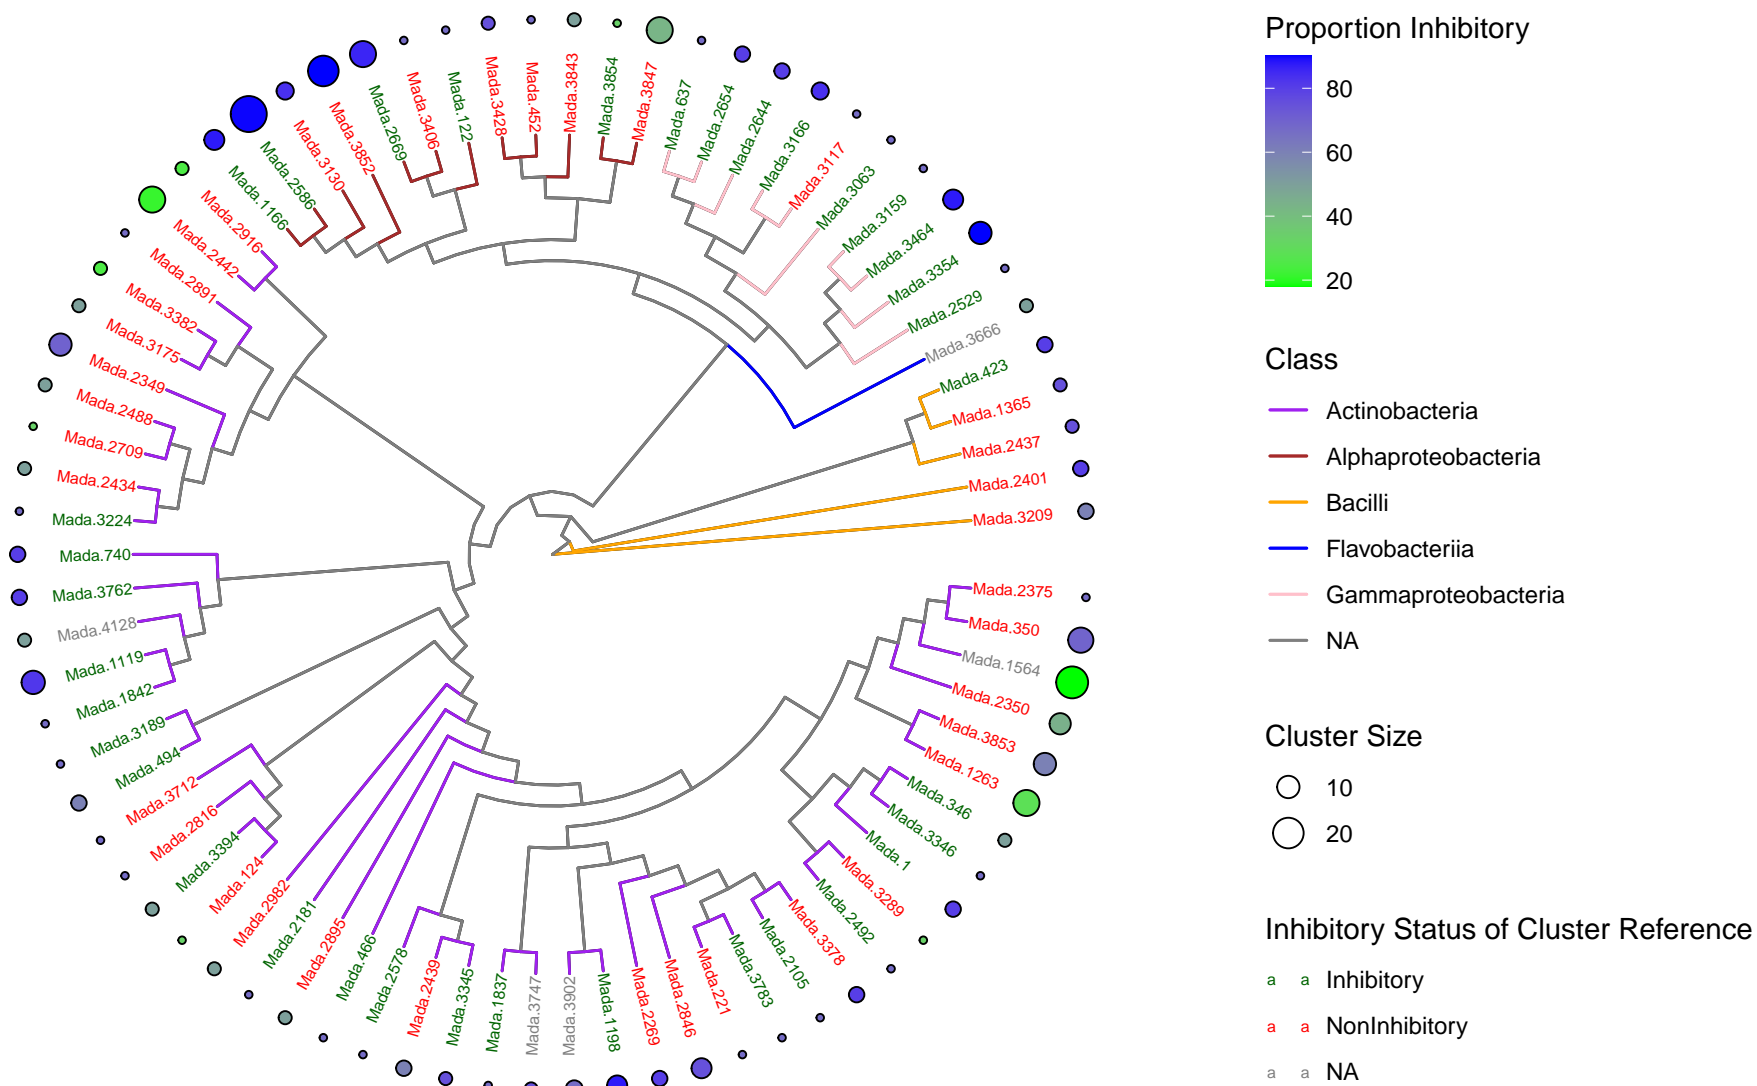 Mada.3428
Mada.452
Mada.3843
Mada.3854
Mada.3847
Mada.637
Mada.2654
Mada.2644
Mada.3166
Mada.3117
Mada.3063
Mada.3159
Mada.3464
Mada.3354
Mada.2529
Mada.3666
Mada.423
Mada.1365
Mada.2437
Mada.2401
Mada.3209
Mada.2375
Mada.350
Mada.1564
Mada.2350
Mada.3853
Mada.1263
Mada.346
Mada.3346
Mada.1
Mada.3289
Mada.2492
Mada.3378
Mada.2105
Mada.3783
Mada.221
Mada.2846
Mada.2269
Mada.1198
Mada.3902
Mada.3747
Mada.1837
Mada.3345
Mada.2439
Mada.2578
Mada.466
Mada.2895
Mada.2181
Mada.2982
Mada.124
Mada.3394
Mada.2816
Mada.3712
Mada.494
Mada.3189
Mada.1842
Mada.1119
Mada.4128
Mada.3762
Mada.740
Mada.3224
Mada.2434
Mada.2709
Mada.2488
Mada.2349
Mada.3175
Mada.3382
Mada.2891
Mada.2442
Mada.2916
Mada.1166
Mada.2586
Mada.3130
Mada.3852
Mada.2669
Mada.3406
Mada.122
Proportion Inhibitory
80
60
40
20
Class
Actinobacteria
Alphaproteobacteria
Bacilli
Flavobacteriia
Gammaproteobacteria
NA
Cluster Size
10
20
Inhibitory Status of Cluster Reference
a a Inhibitory
a a NonInhibitory
a a NA